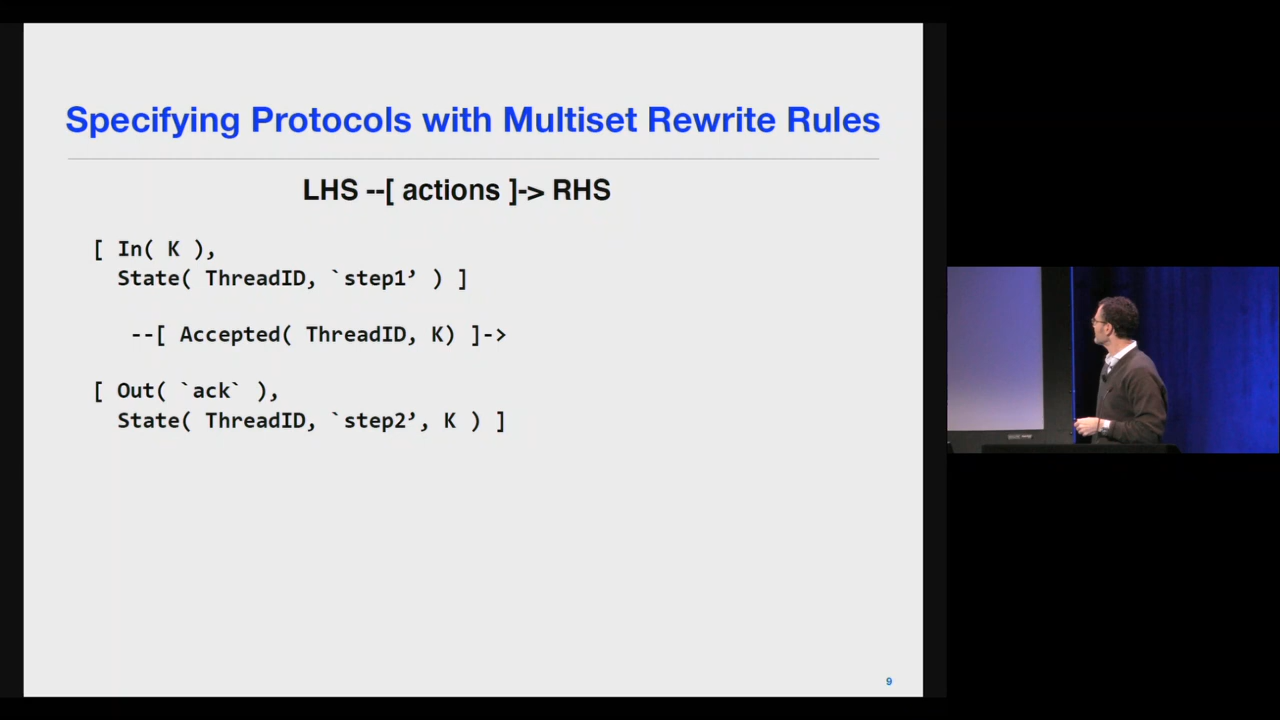 Specifying Protocols with Multiset Rewrite Rules
LHS --[ actions ]-> RHS
[ In( K ),
State( ThreadID, `step1’ ) ]
--[ Accepted( ThreadID, K) ]->
[ Out( `ack` ),
State( ThreadID, `step2’, K ) ]
9